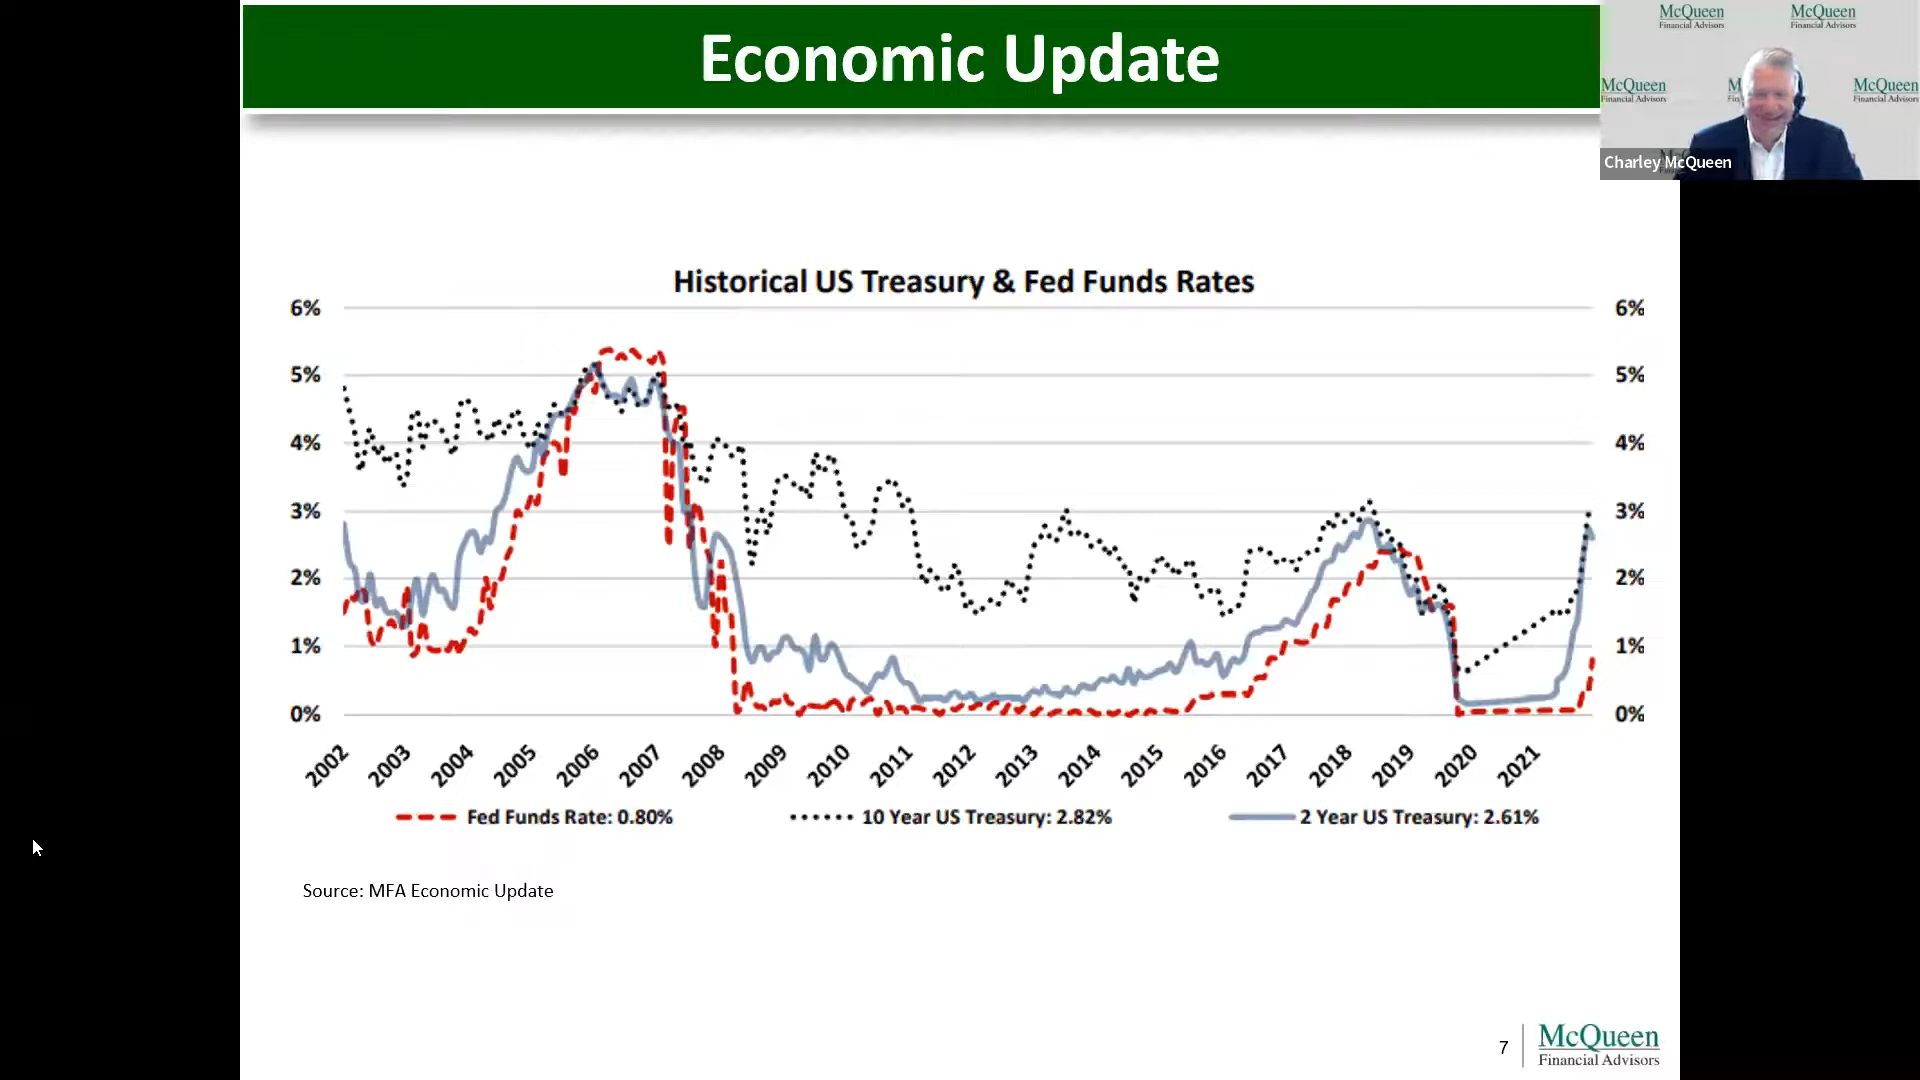 Economic Update
McQueen
Financial Advisors
McQueen
Financial Advisors
McQueen
Financial Advisors
McQueen
Financial Advisors
Charley McQueen
Historical US Treasury & Fed Funds Rates
6% 6%
5% 5%
4% 4%
3% 3%
2% 2%
1% 1%
0% 0%
2002 2003 2004 2005 2006 2007 2008 2009 2010 2011 2012 2013 2014 2015 2016 2017 2018 2019 2020 2021
Fed Funds Rate: 0.80% 10 Year US Treasury: 2.82% 2 Year US Treasury: 2.61%
Source: MFA Economic Update
7
McQueen
Financial Advisors